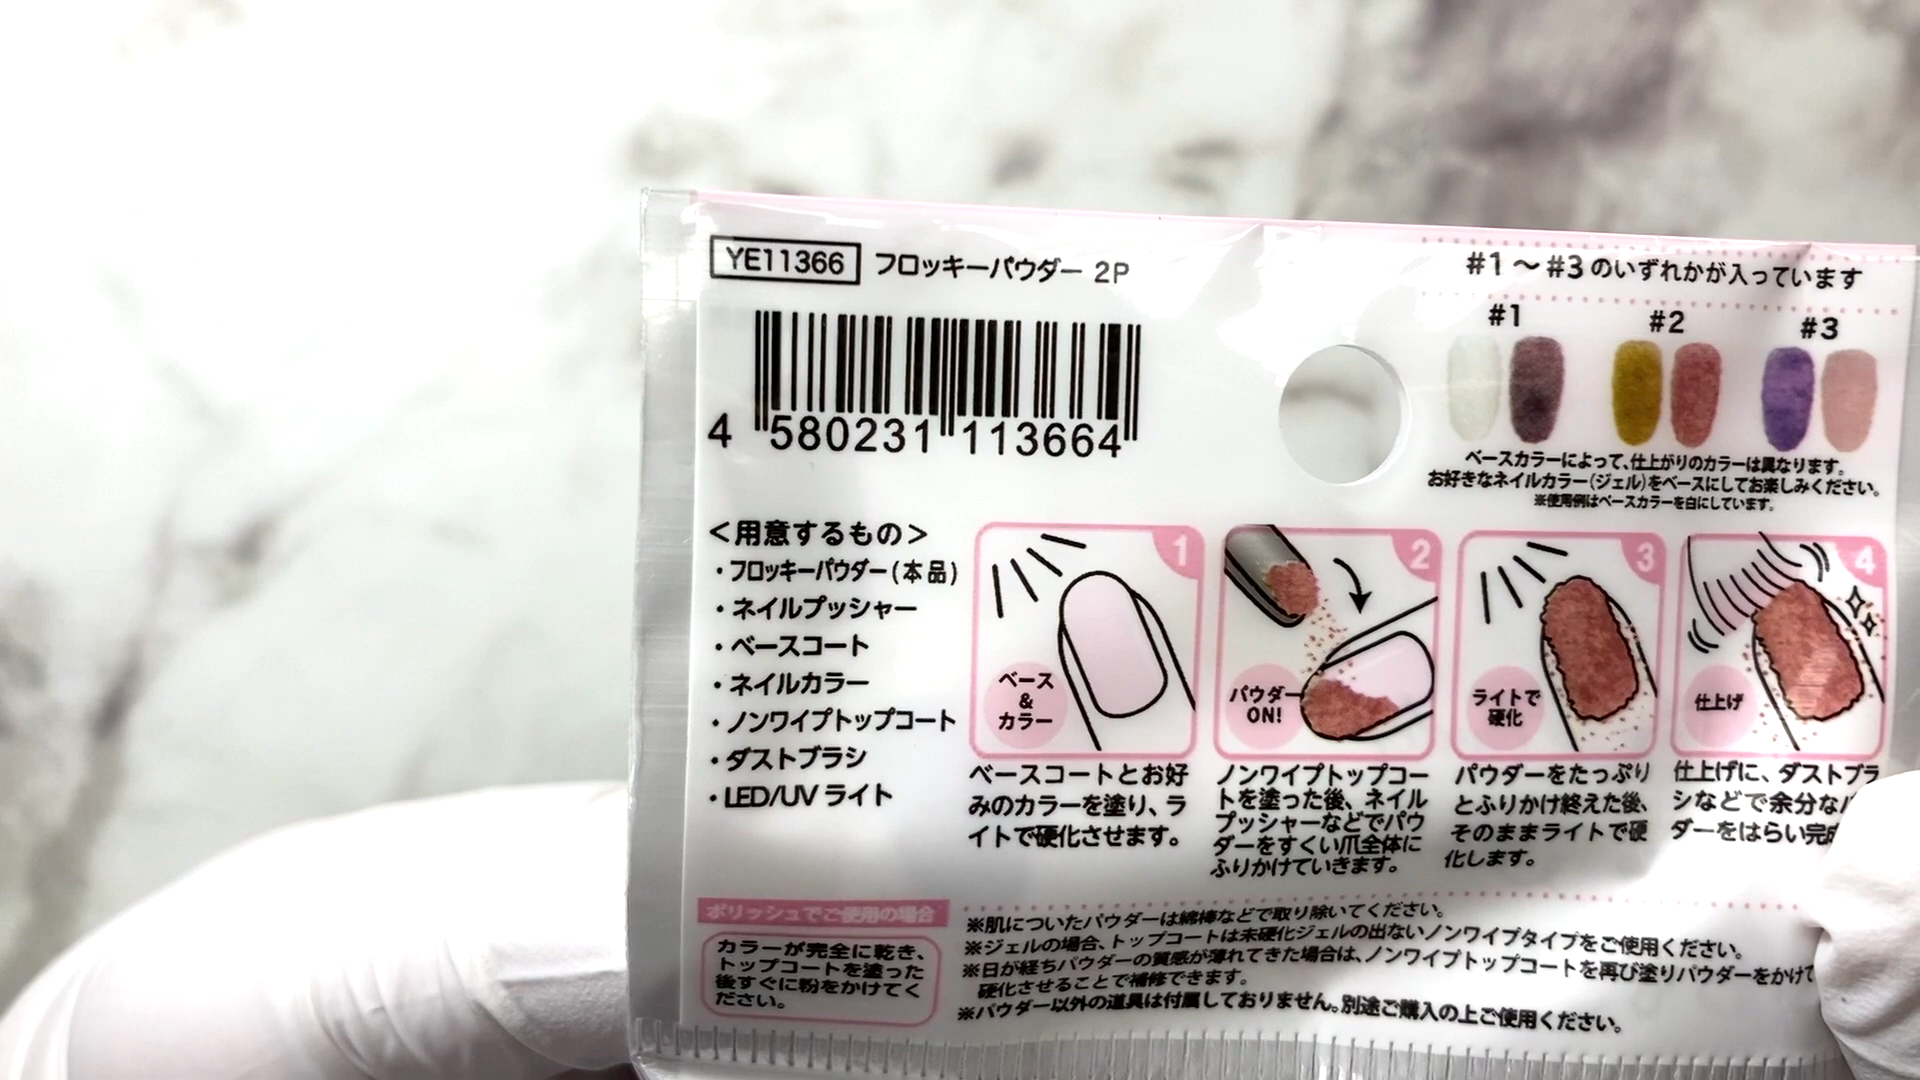 YE11366 フロッキーパウダー 2P
4 580231 113664
#1～#3のいずれかが入っています
#1 #2 #3
ベースカラーによって、仕上がりのカラーは異なります。
お好きなネイルカラー(ジェル)をベースにしてお楽しみください。
※使用例はベースカラーを白にしています。
＜用意するもの＞
・フロッキーパウダー(本品)
・ネイルプッシャー
・ベースコート
・ネイルカラー
・ノンワイプトップコート
・ダストブラシ
・LED/UVライト
1
ベース
&
カラー
ベースコートとお好
みのカラーを塗り、ラ
イトで硬化させます。
2
パウダー
ON!
ノンワイプトップコー
トを塗った後、ネイル
プッシャーなどでパウ
ダーをすくい爪全体に
ふりかけていきます。
3
ライトで
硬化
パウダーをたっぷり
とふりかけ終えた後、
そのままライトで硬
化します。
4
仕上げ
仕上げに、ダストブラ
シなどで余分な
ダーをはらい完
ポリッシュでご使用の場合
カラーが完全に乾き、
トップコートを塗った
後すぐに粉をかけてく
ださい。
※肌についたパウダーは綿棒などで取り除いてください。
※ジェルの場合、トップコートは未硬化ジェルの出ないノンワイプタイプをご使用ください。
※日が経ちパウダーの質感が薄れてきた場合は、ノンワイプトップコートを再び塗りパウダーをかけて
硬化させることで補修できます。
※パウダー以外の道具は付属しておりません。別途ご購入の上ご使用ください。